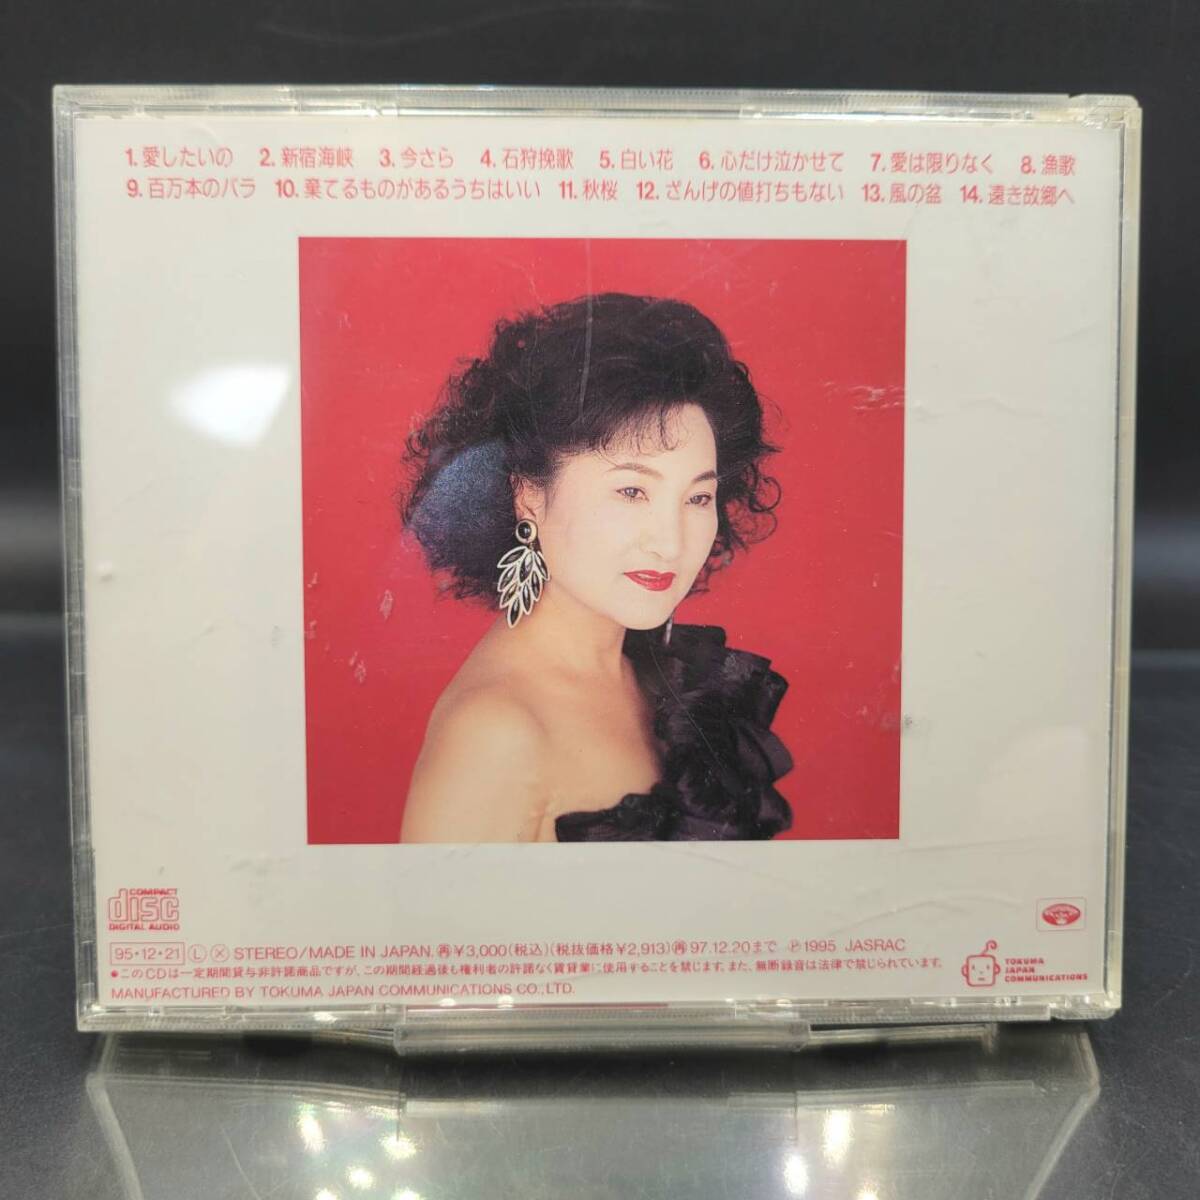 1. 愛したいの 2. 新宿海峡 3. 今さら 4. 石狩挽歌 5. 白い花 6. 心だけ泣かせて 7. 愛は限りなく 8. 漁歌
9. 百万本のバラ 10. 棄てるものがあるうちはいい 11. 秋桜 12. ざんげの値打ちもない 13. 風の盆 14. 遠き故郷へ
COMPACT
disc
DIGITAL AUDIO
95・12・21 Ⓛ Ⓧ STEREO/MADE IN JAPAN. ㊢¥3,000(税込)(税抜価格¥2,913)㊢97.12.20まで ℗1995 JASRAC
●このCDは一定期間貸与非許諾商品ですが、この期間経過後も権利者の許諾なく賃貸業に使用することを禁じます。また、無断録音は法律で禁じられています。
MANUFACTURED BY TOKUMA JAPAN COMMUNICATIONS CO., LTD.
TOKUMA
JAPAN
COMMUNICATIONS